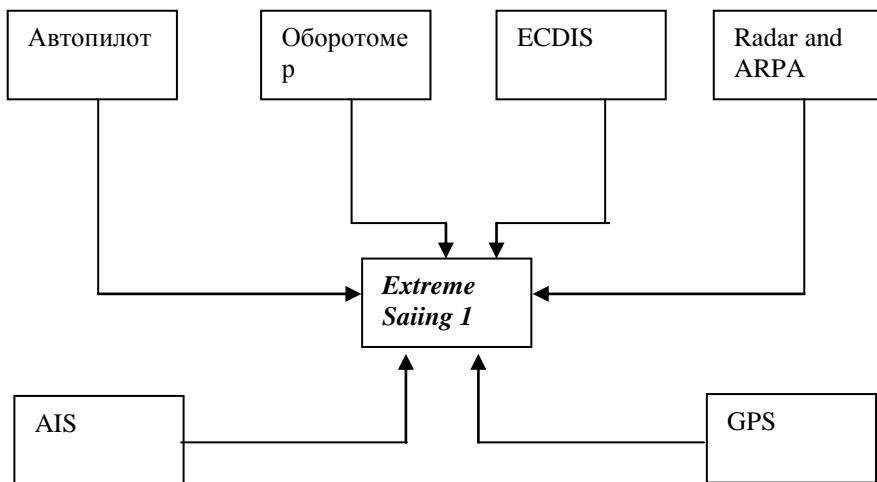 Автопилот
Оборотоме
р
ECDIS
Radar and
ARPA
Extreme
Saiing 1
AIS
GPS